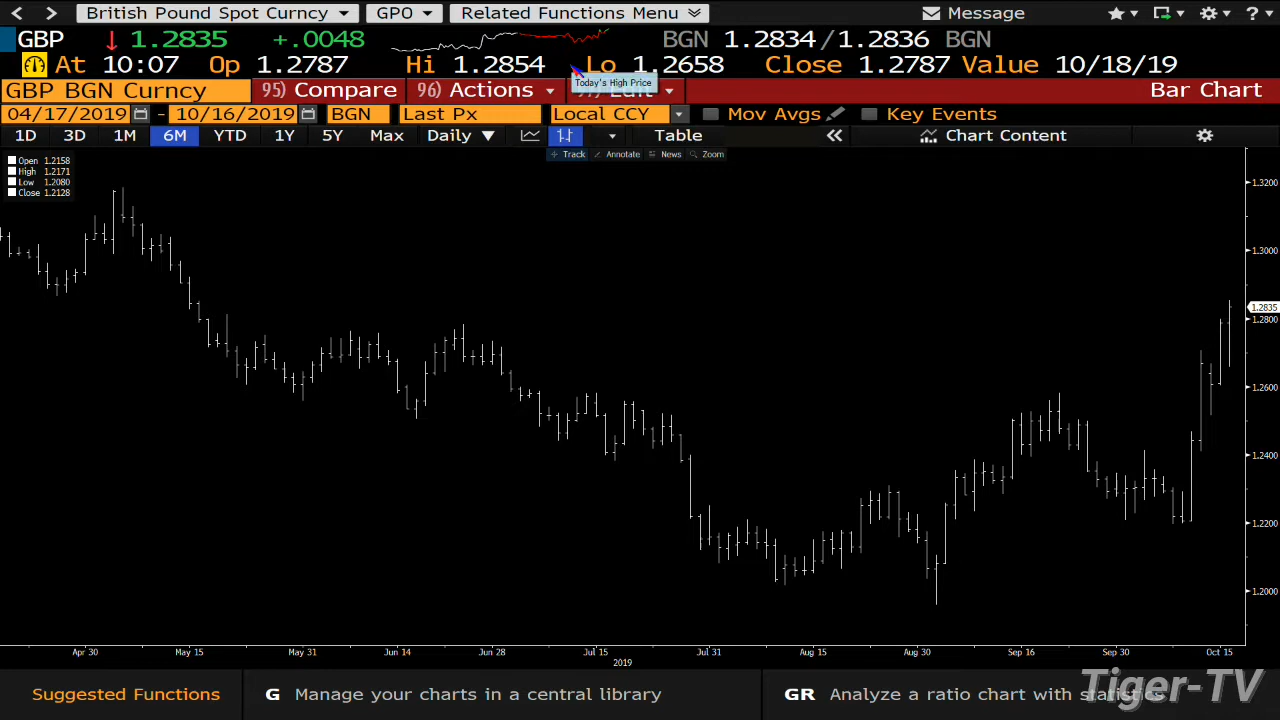 British Pound Spot Curncy GPO Related Functions Menu Message ?
GBP 1.2835 +.0048 BGN 1.2834/1.2836 BGN
At 10:07 Op 1.2787 Hi 1.2854 Lo 1.2658 Close 1.2787 Value 10/18/19
Today's High Price
GBP BGN Curncy 95) Compare 96) Actions Edit Bar Chart
04/17/2019 - 10/16/2019 BGN Last Px Local CCY Mov Avgs Key Events
1D 3D 1M 6M YTD 1Y 5Y Max Daily Table Chart Content
Track Annotate News Zoom
Open 1.2158
High 1.2171
Low 1.2080
Close 1.2128
1.3200
1.3000
1.2835
1.2800
1.2600
1.2400
1.2200
1.2000
Apr 30 May 15 May 31 Jun 14 Jun 28 Jul 15 Jul 31 Aug 15 Aug 30 Sep 16 Sep 30 Oct 15
2019
Suggested Functions G Manage your charts in a central library GR Analyze a ratio chart with statistics
Tiger-TV